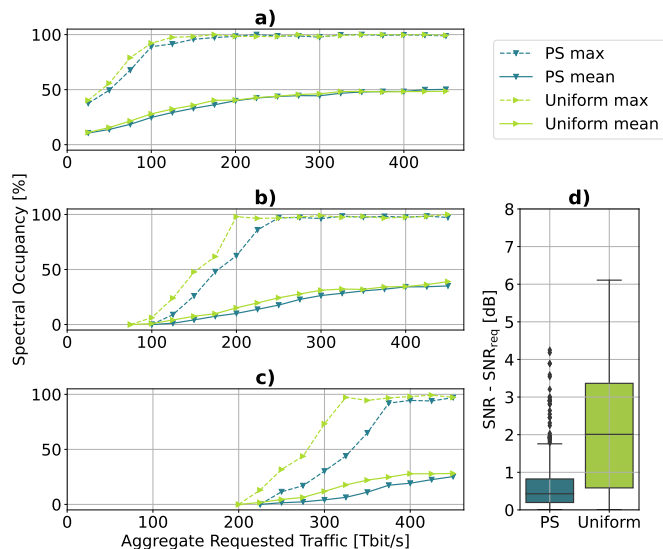 a)
100
50
0
0
100
200
300
400
PS max
PS mean
Uniform max
Uniform mean
Spectral Occupancy [%]
b)
100
50
0
0
100
200
300
400
c)
100
50
0
0
100
200
300
400
Aggregate Requested Traffic [Tbit/s]
d)
SNR - SNRreq [dB]
8
7
6
5
4
3
2
1
0
PS
Uniform